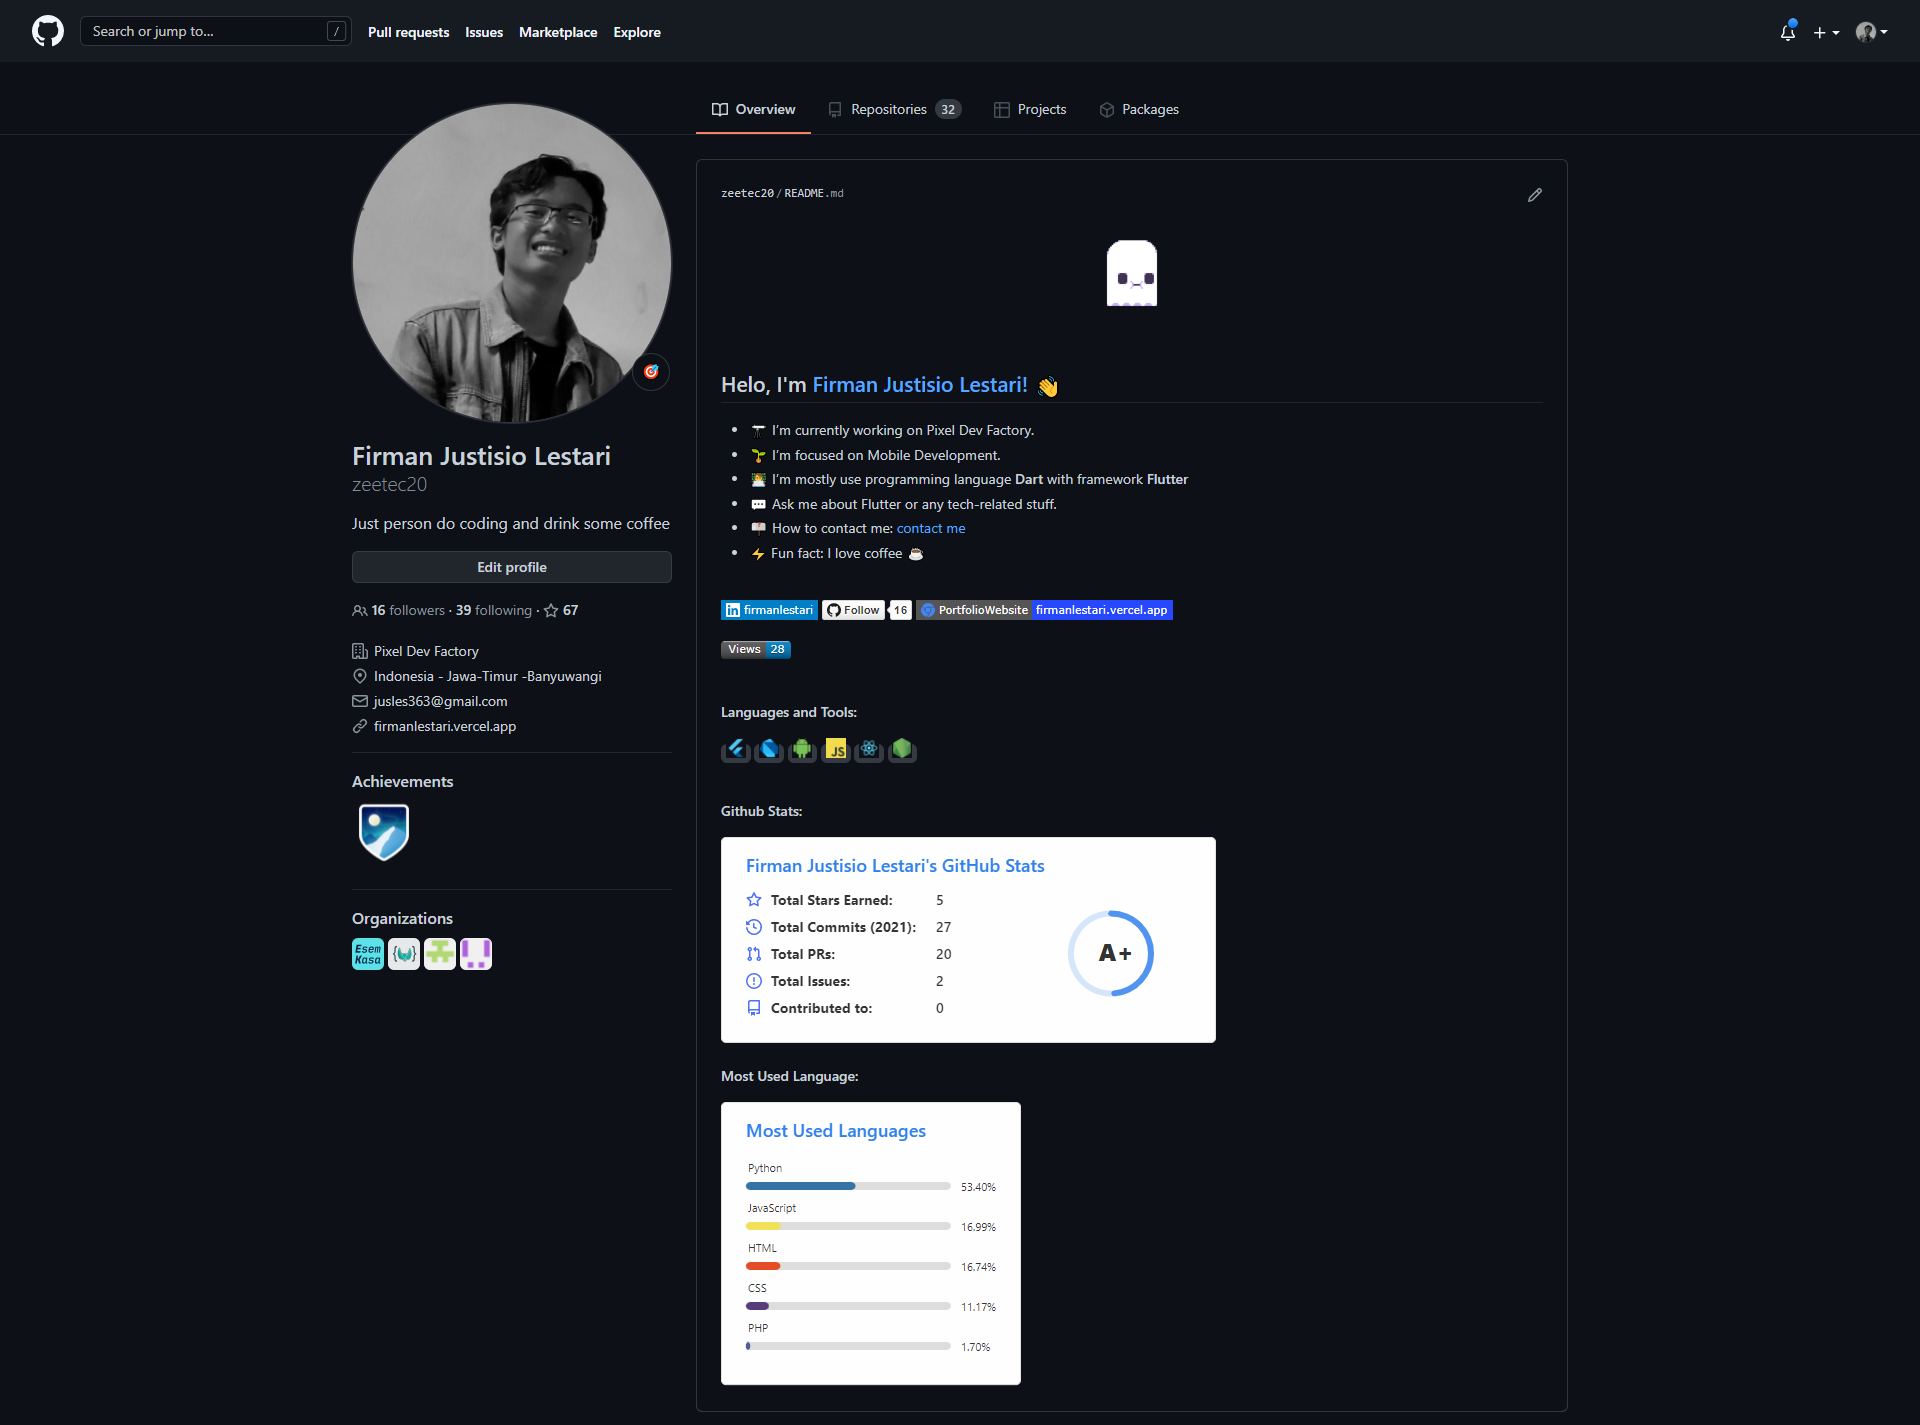 Search or jump to...
/
Pull requests
Issues
Marketplace
Explore
Overview
Repositories 32
Projects
Packages
Firman Justisio Lestari
zeetec20
Just person do coding and drink some coffee
Edit profile
16 followers · 39 following · 67
Pixel Dev Factory
Indonesia - Jawa-Timur -Banyuwangi
jusles363@gmail.com
firmanlestari.vercel.app
Achievements
Organizations
Esem
Kasa
zeetec20/README.md
Helo, I'm Firman Justisio Lestari! 👋
I'm currently working on Pixel Dev Factory.
I'm focused on Mobile Development.
I'm mostly use programming language Dart with framework Flutter
Ask me about Flutter or any tech-related stuff.
How to contact me: contact me
⚡ Fun fact: I love coffee ☕
in firmanlestari
Follow 16
PortfolioWebsite firmanlestari.vercel.app
Views 28
Languages and Tools:
JS
Github Stats:
Firman Justisio Lestari's GitHub Stats
Total Stars Earned: 5
Total Commits (2021): 27
Total PRs: 20
Total Issues: 2
Contributed to: 0
A+
Most Used Language:
Most Used Languages
Python
53.40%
JavaScript
16.99%
HTML
16.74%
CSS
11.17%
PHP
1.70%